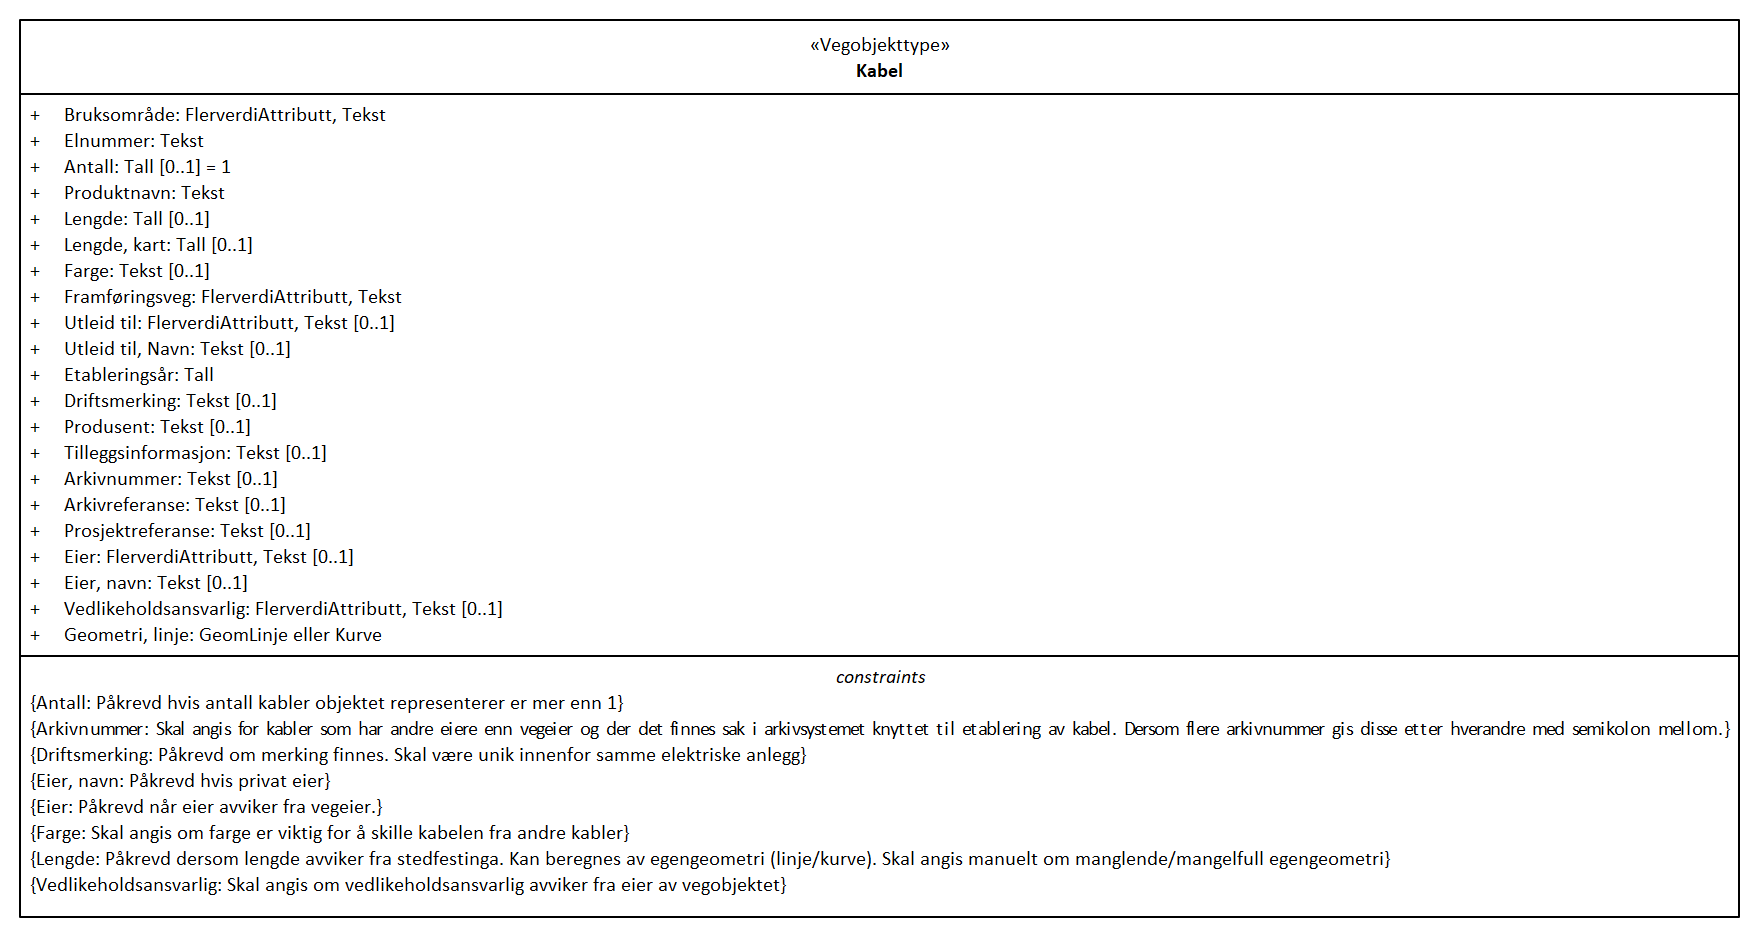 «Vegobjekttype»
Kabel
+ Bruksområde: FlerverdiAttributt, Tekst
+ Elnummer: Tekst
+ Antall: Tall [0..1] = 1
+ Produktnavn: Tekst
+ Lengde: Tall [0..1]
+ Lengde, kart: Tall [0..1]
+ Farge: Tekst [0..1]
+ Framføringsveg: FlerverdiAttributt, Tekst
+ Utleid til: FlerverdiAttributt, Tekst [0..1]
+ Utleid til, Navn: Tekst [0..1]
+ Etableringsår: Tall
+ Driftsmerking: Tekst [0..1]
+ Produsent: Tekst [0..1]
+ Tilleggsinformasjon: Tekst [0..1]
+ Arkivnummer: Tekst [0..1]
+ Arkivreferanse: Tekst [0..1]
+ Prosjektreferanse: Tekst [0..1]
+ Eier: FlerverdiAttributt, Tekst [0..1]
+ Eier, navn: Tekst [0..1]
+ Vedlikeholdsansvarlig: FlerverdiAttributt, Tekst [0..1]
+ Geometri, linje: GeomLinje eller Kurve
constraints
{Antall: Påkrevd hvis antall kabler objektet representerer er mer enn 1}
{Arkivnummer: Skal angis for kabler som har andre eiere enn vegeier og der det finnes sak i arkivsystemet knyttet til etablering av kabel. Dersom flere arkivnummer gis disse etter hverandre med semikolon mellom.}
{Driftsmerking: Påkrevd om merking finnes. Skal være unik innenfor samme elektriske anlegg}
{Eier, navn: Påkrevd hvis privat eier}
{Eier: Påkrevd når eier avviker fra vegeier.}
{Farge: Skal angis om farge er viktig for å skille kabelen fra andre kabler}
{Lengde: Påkrevd dersom lengde avviker fra stedfestinga. Kan beregnes av egengeometri (linje/kurve). Skal angis manuelt om manglende/mangelfull egengeometri}
{Vedlikeholdsansvarlig: Skal angis om vedlikeholdsansvarlig avviker fra eier av vegobjektet}